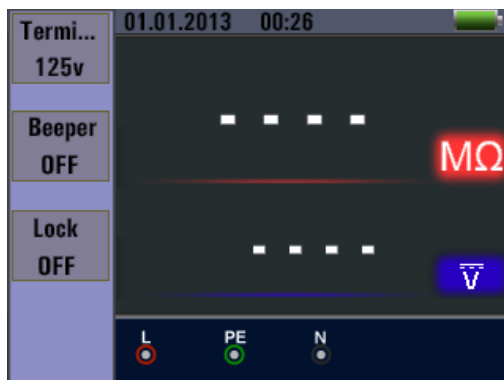 01.01.2013 00:26
Termi...
125v
- - - -
Beeper
OFF
MΩ
Lock
OFF
- - - -
V
L PE N